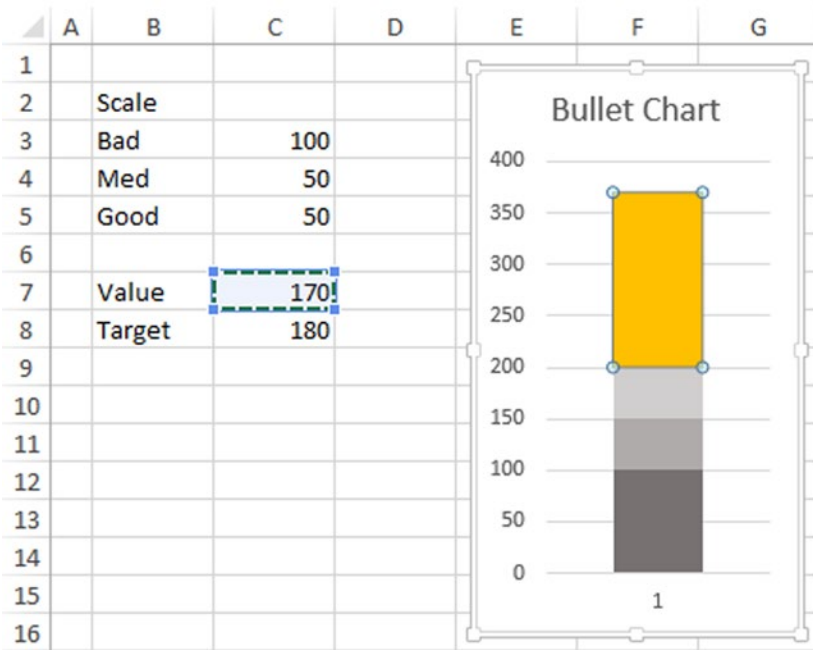 A B C D E F G
1
2 Scale
3 Bad 100
4 Med 50
5 Good 50
6
7 Value 170
8 Target 180
9
10
11
12
13
14
15
16
Bullet Chart
400
350
300
250
200
150
100
50
0
1